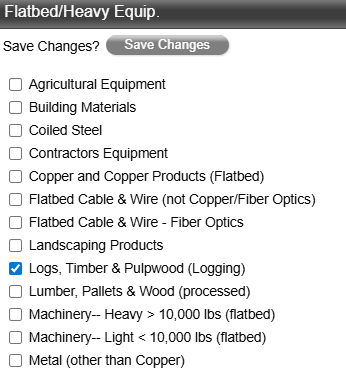 Flatbed/Heavy Equip.
Save Changes? Save Changes
Agricultural Equipment
Building Materials
Coiled Steel
Contractors Equipment
Copper and Copper Products (Flatbed)
Flatbed Cable & Wire (not Copper/Fiber Optics)
Flatbed Cable & Wire - Fiber Optics
Landscaping Products
Logs, Timber & Pulpwood (Logging)
Lumber, Pallets & Wood (processed)
Machinery-- Heavy > 10,000 lbs (flatbed)
Machinery-- Light < 10,000 lbs (flatbed)
Metal (other than Copper)